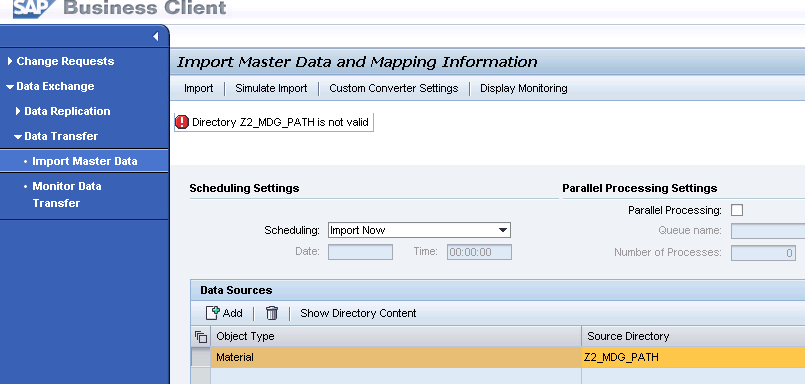 SAP Business Client
Change Requests
Data Exchange
Data Replication
Data Transfer
Import Master Data
Monitor Data
Transfer
Import Master Data and Mapping Information
Import Simulate Import Custom Converter Settings Display Monitoring
Directory Z2_MDG_PATH is not valid
Scheduling Settings
Scheduling: Import Now
Date: Time: 00:00:00
Parallel Processing Settings
Parallel Processing:
Queue name:
Number of Processes: 0
Data Sources
Add Show Directory Content
Object Type Source Directory
Material Z2_MDG_PATH